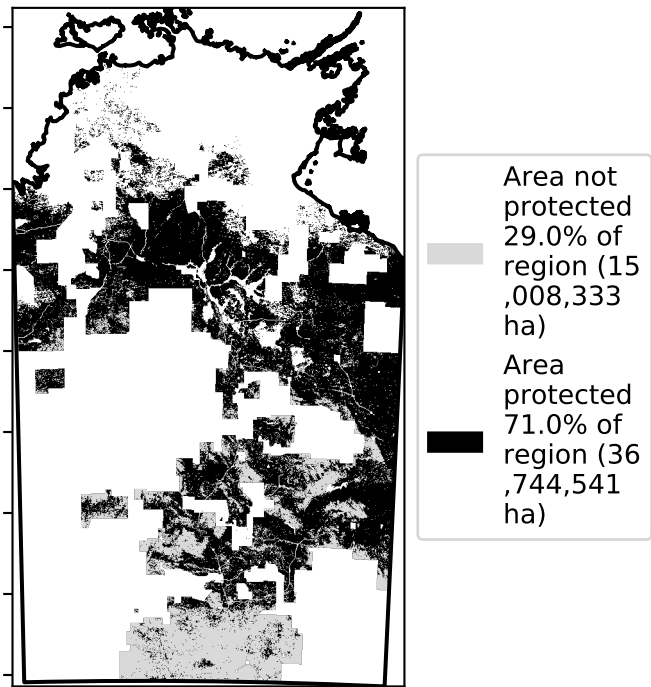 Area not
protected
29.0% of
region (15
,008,333
ha)
Area
protected
71.0% of
region (36
,744,541
ha)